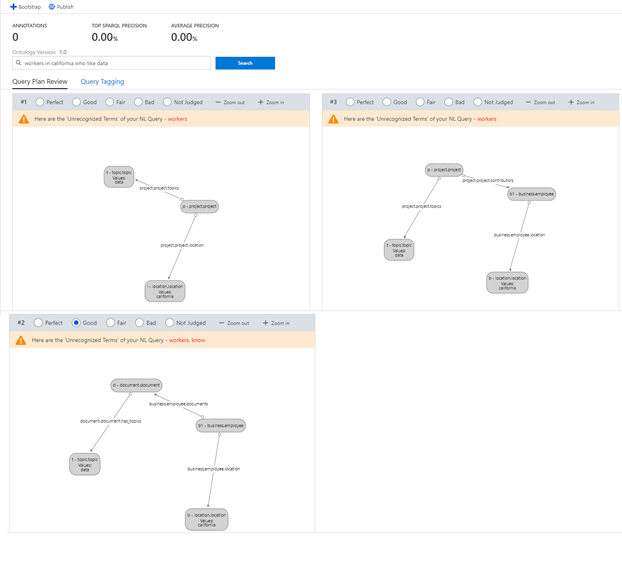 Bootstrap Publish
ANNOTATIONS TOP SPARQL PRECISION AVERAGE PRECISION
0 0.00% 0.00%
Ontology Version: 1.0
workers in california who like data Search
Query Plan Review Query Tagging
#1 Perfect Good Fair Bad Not Judged Zoom out Zoom in
Here are the 'Unrecognized Terms' of your NL Query - workers
t - topic.topic
Values:
data
project.project.topics
p - project.project
project.project.location
l - location.location
Values:
california
#3 Perfect Good Fair Bad Not Judged Zoom out Zoom in
Here are the 'Unrecognized Terms' of your NL Query - workers
p - project.project
project.project.contributors
b1 - business.employee
project.project.topics
business.employee.location
t - topic.topic
Values:
data
b - location.location
Values:
california
#2 Perfect Good Fair Bad Not Judged Zoom out Zoom in
Here are the 'Unrecognized Terms' of your NL Query - workers, know
d - document.document
business.employee.documents
document.document.has_topics
b1 - business.employee
t - topic.topic
Values:
data
business.employee.location
b - location.location
Values:
california